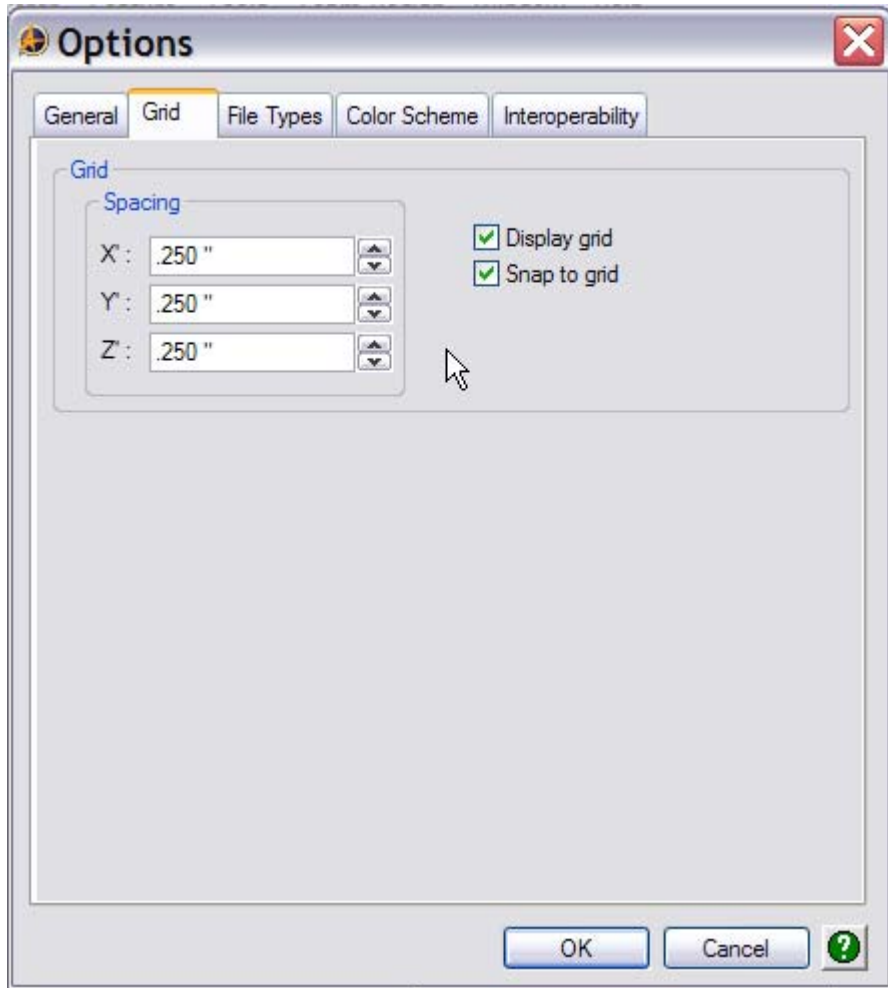 Options
General Grid File Types Color Scheme Interoperability
Grid
Spacing
X' : .250 "
Y' : .250 "
Z' : .250 "
Display grid
Snap to grid
OK Cancel ?